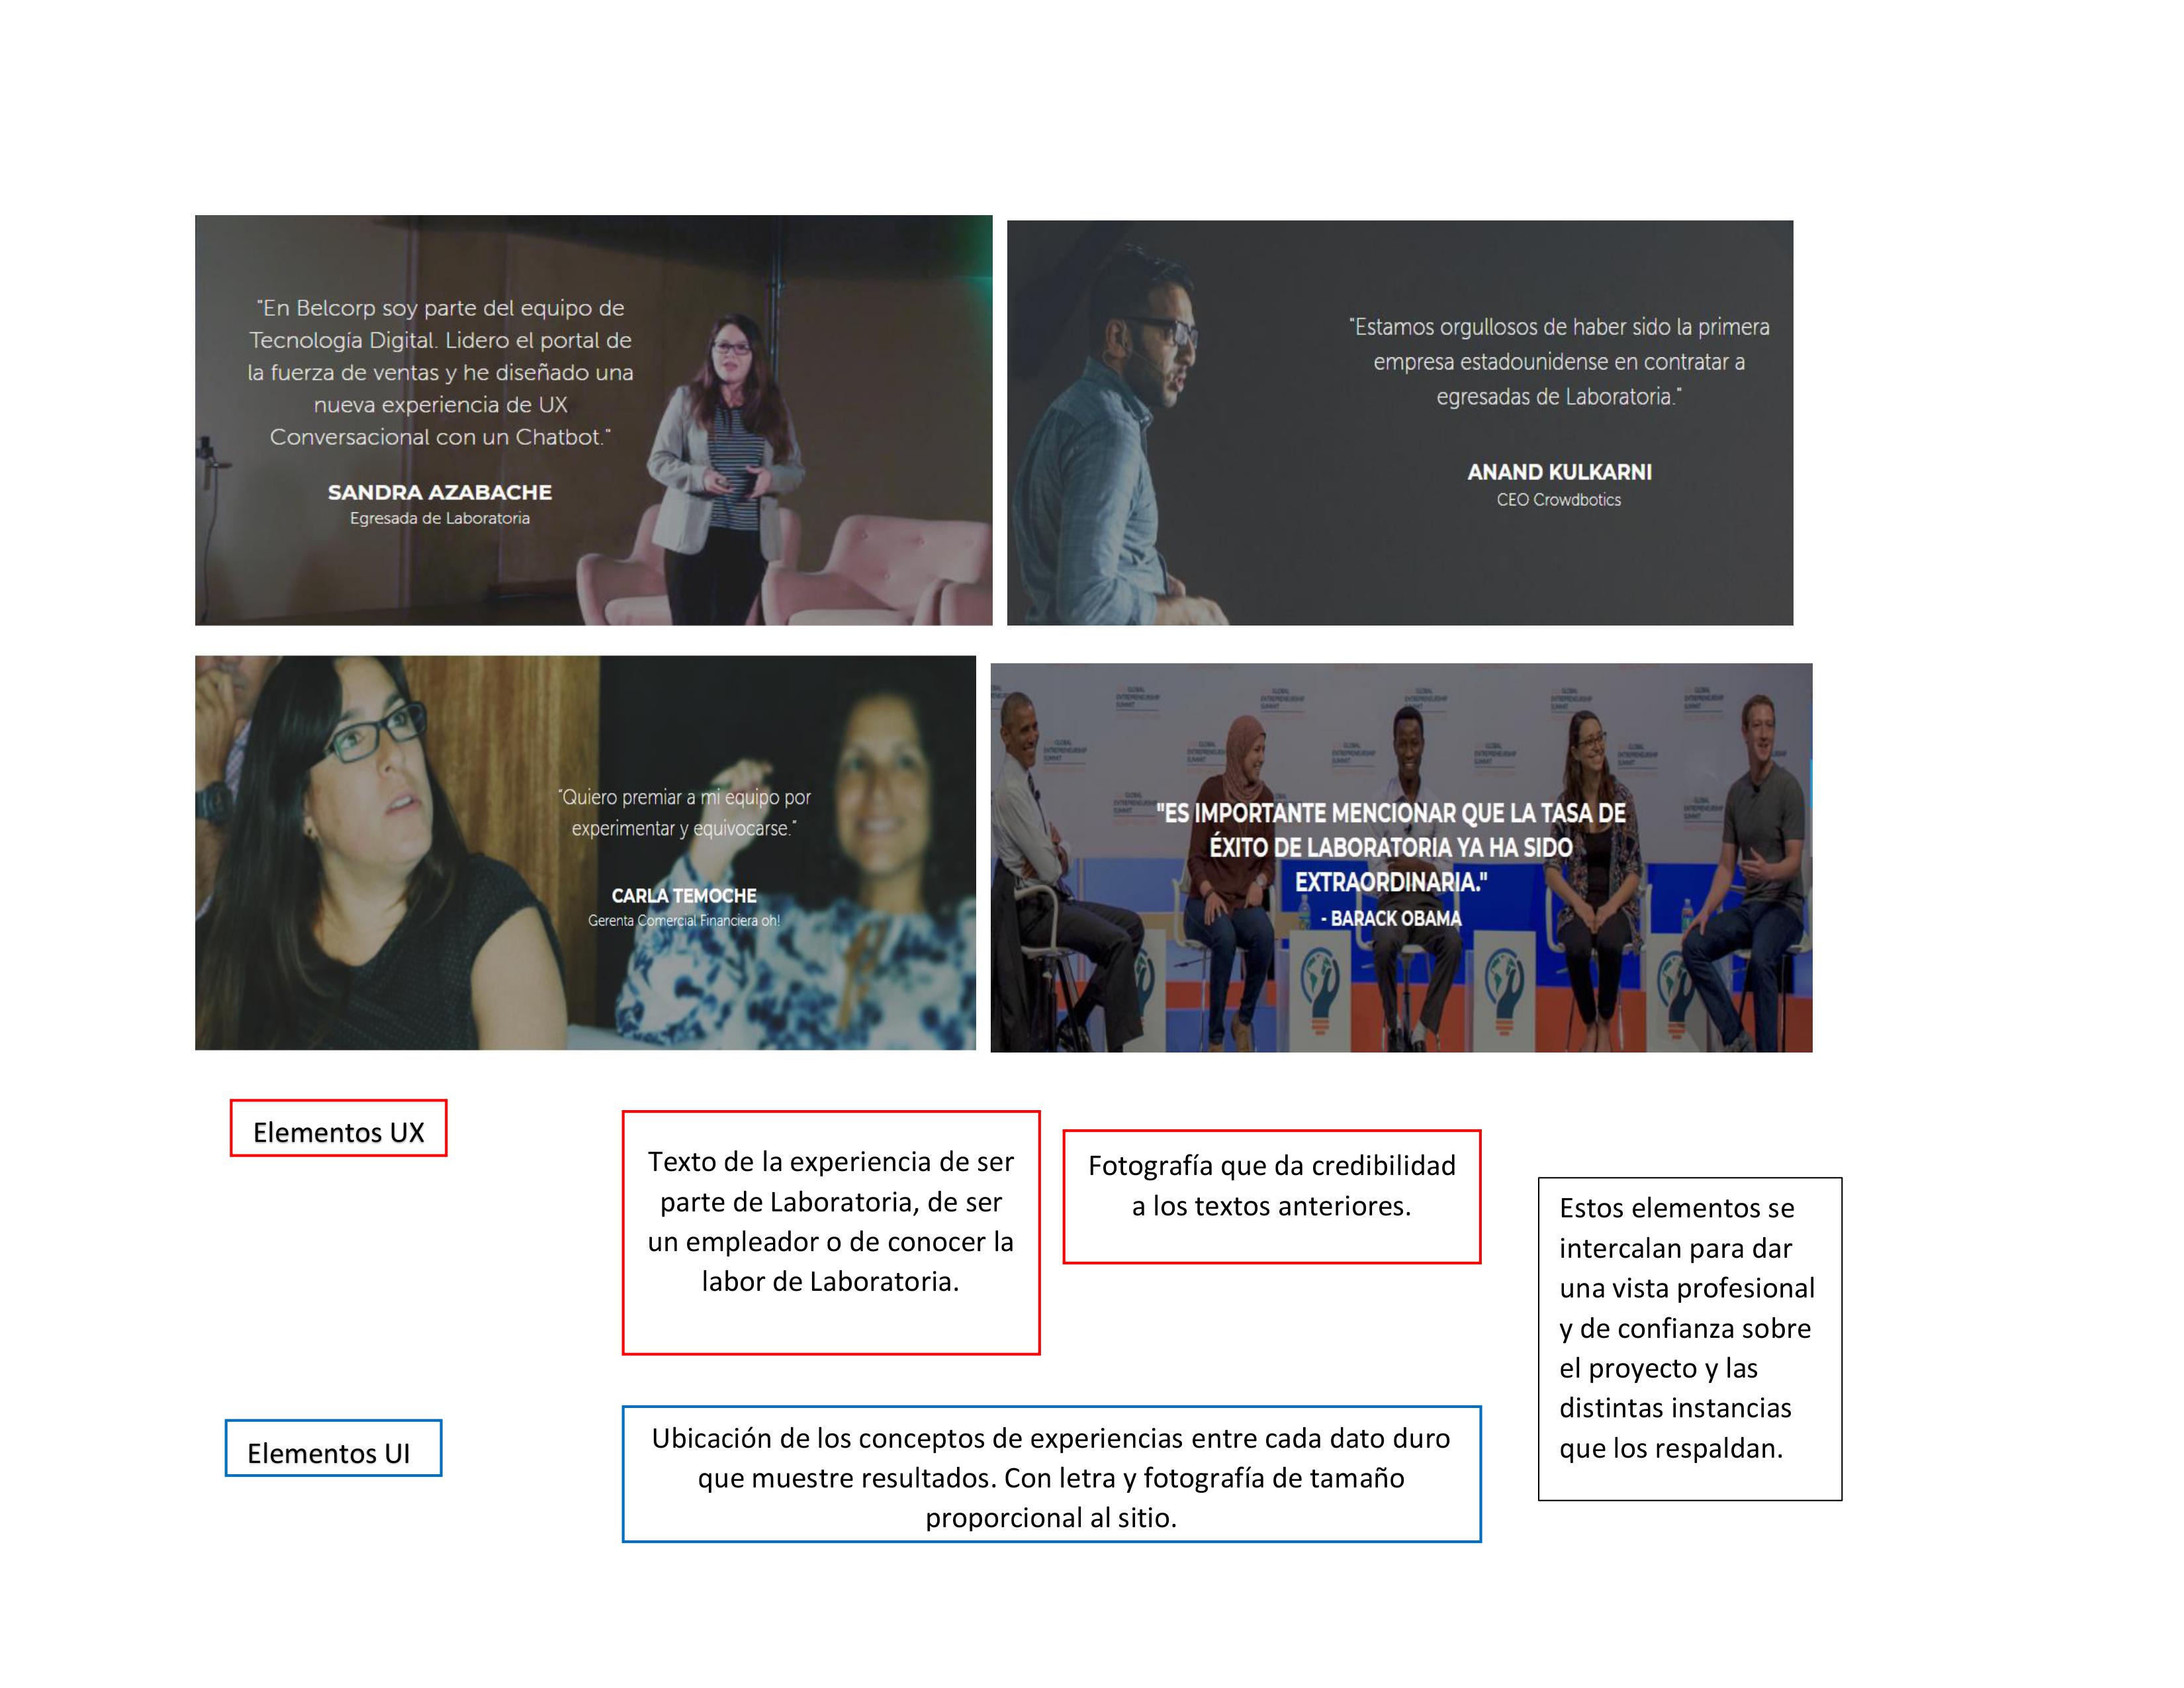 "En Belcorp soy parte del equipo de
Tecnología Digital. Lidero el portal de
la fuerza de ventas y he diseñado una
nueva experiencia de UX
Conversacional con un Chatbot."
SANDRA AZABACHE
Egresada de Laboratoria
"Estamos orgullosos de haber sido la primera
empresa estadounidense en contratar a
egresadas de Laboratoria."
ANAND KULKARNI
CEO Crowdbotics
"Quiero premiar a mi equipo por
experimentar y equivocarse."
CARLA TEMOCHE
Gerenta Comercial Financiera oh!
GLOBAL
ENTREPRENEURSHIP
SUMMIT
"ES IMPORTANTE MENCIONAR QUE LA TASA DE
ÉXITO DE LABORATORIA YA HA SIDO
EXTRAORDINARIA."
- BARACK OBAMA
Elementos UX
Texto de la experiencia de ser
parte de Laboratoria, de ser
un empleador o de conocer la
labor de Laboratoria.
Fotografía que da credibilidad
a los textos anteriores.
Estos elementos se
intercalan para dar
una vista profesional
y de confianza sobre
el proyecto y las
distintas instancias
que los respaldan.
Elementos UI
Ubicación de los conceptos de experiencias entre cada dato duro
que muestre resultados. Con letra y fotografía de tamaño
proporcional al sitio.